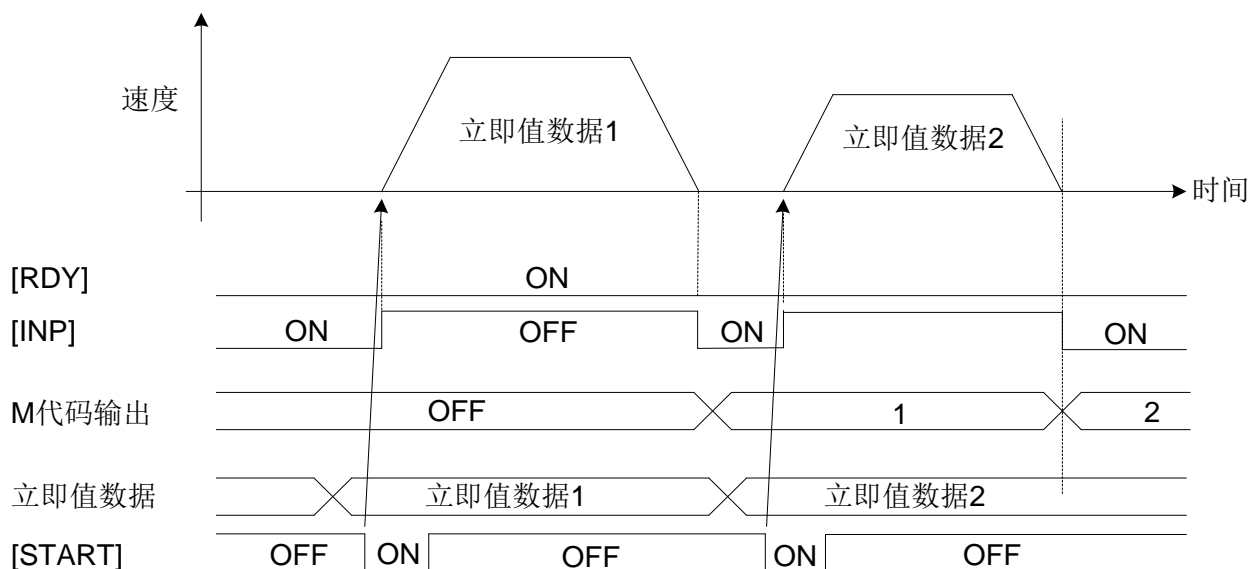 速度
立即值数据1
立即值数据2
时间
[RDY] ON
[INP] ON OFF ON ON
M代码输出 OFF 1 2
立即值数据 立即值数据1 立即值数据2
[START] OFF ON OFF ON OFF